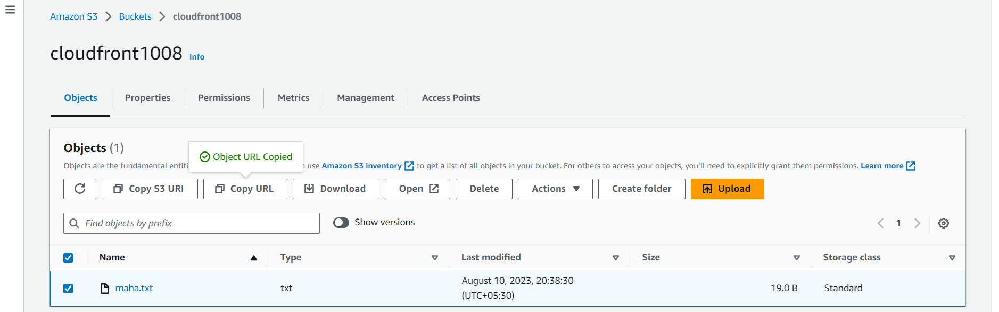 Amazon S3 > Buckets > cloudfront1008
cloudfront1008 Info
Objects Properties Permissions Metrics Management Access Points
Objects (1)
Object URL Copied
Objects are the fundamental entiti n use Amazon S3 inventory to get a list of all objects in your bucket. For others to access your objects, you’ll need to explicitly grant them permissions. Learn more
Copy S3 URI Copy URL Download Open Delete Actions Create folder Upload
Find objects by prefix Show versions 1
Name Type Last modified Size Storage class
maha.txt txt August 10, 2023, 20:38:30 19.0 B Standard
(UTC+05:30)